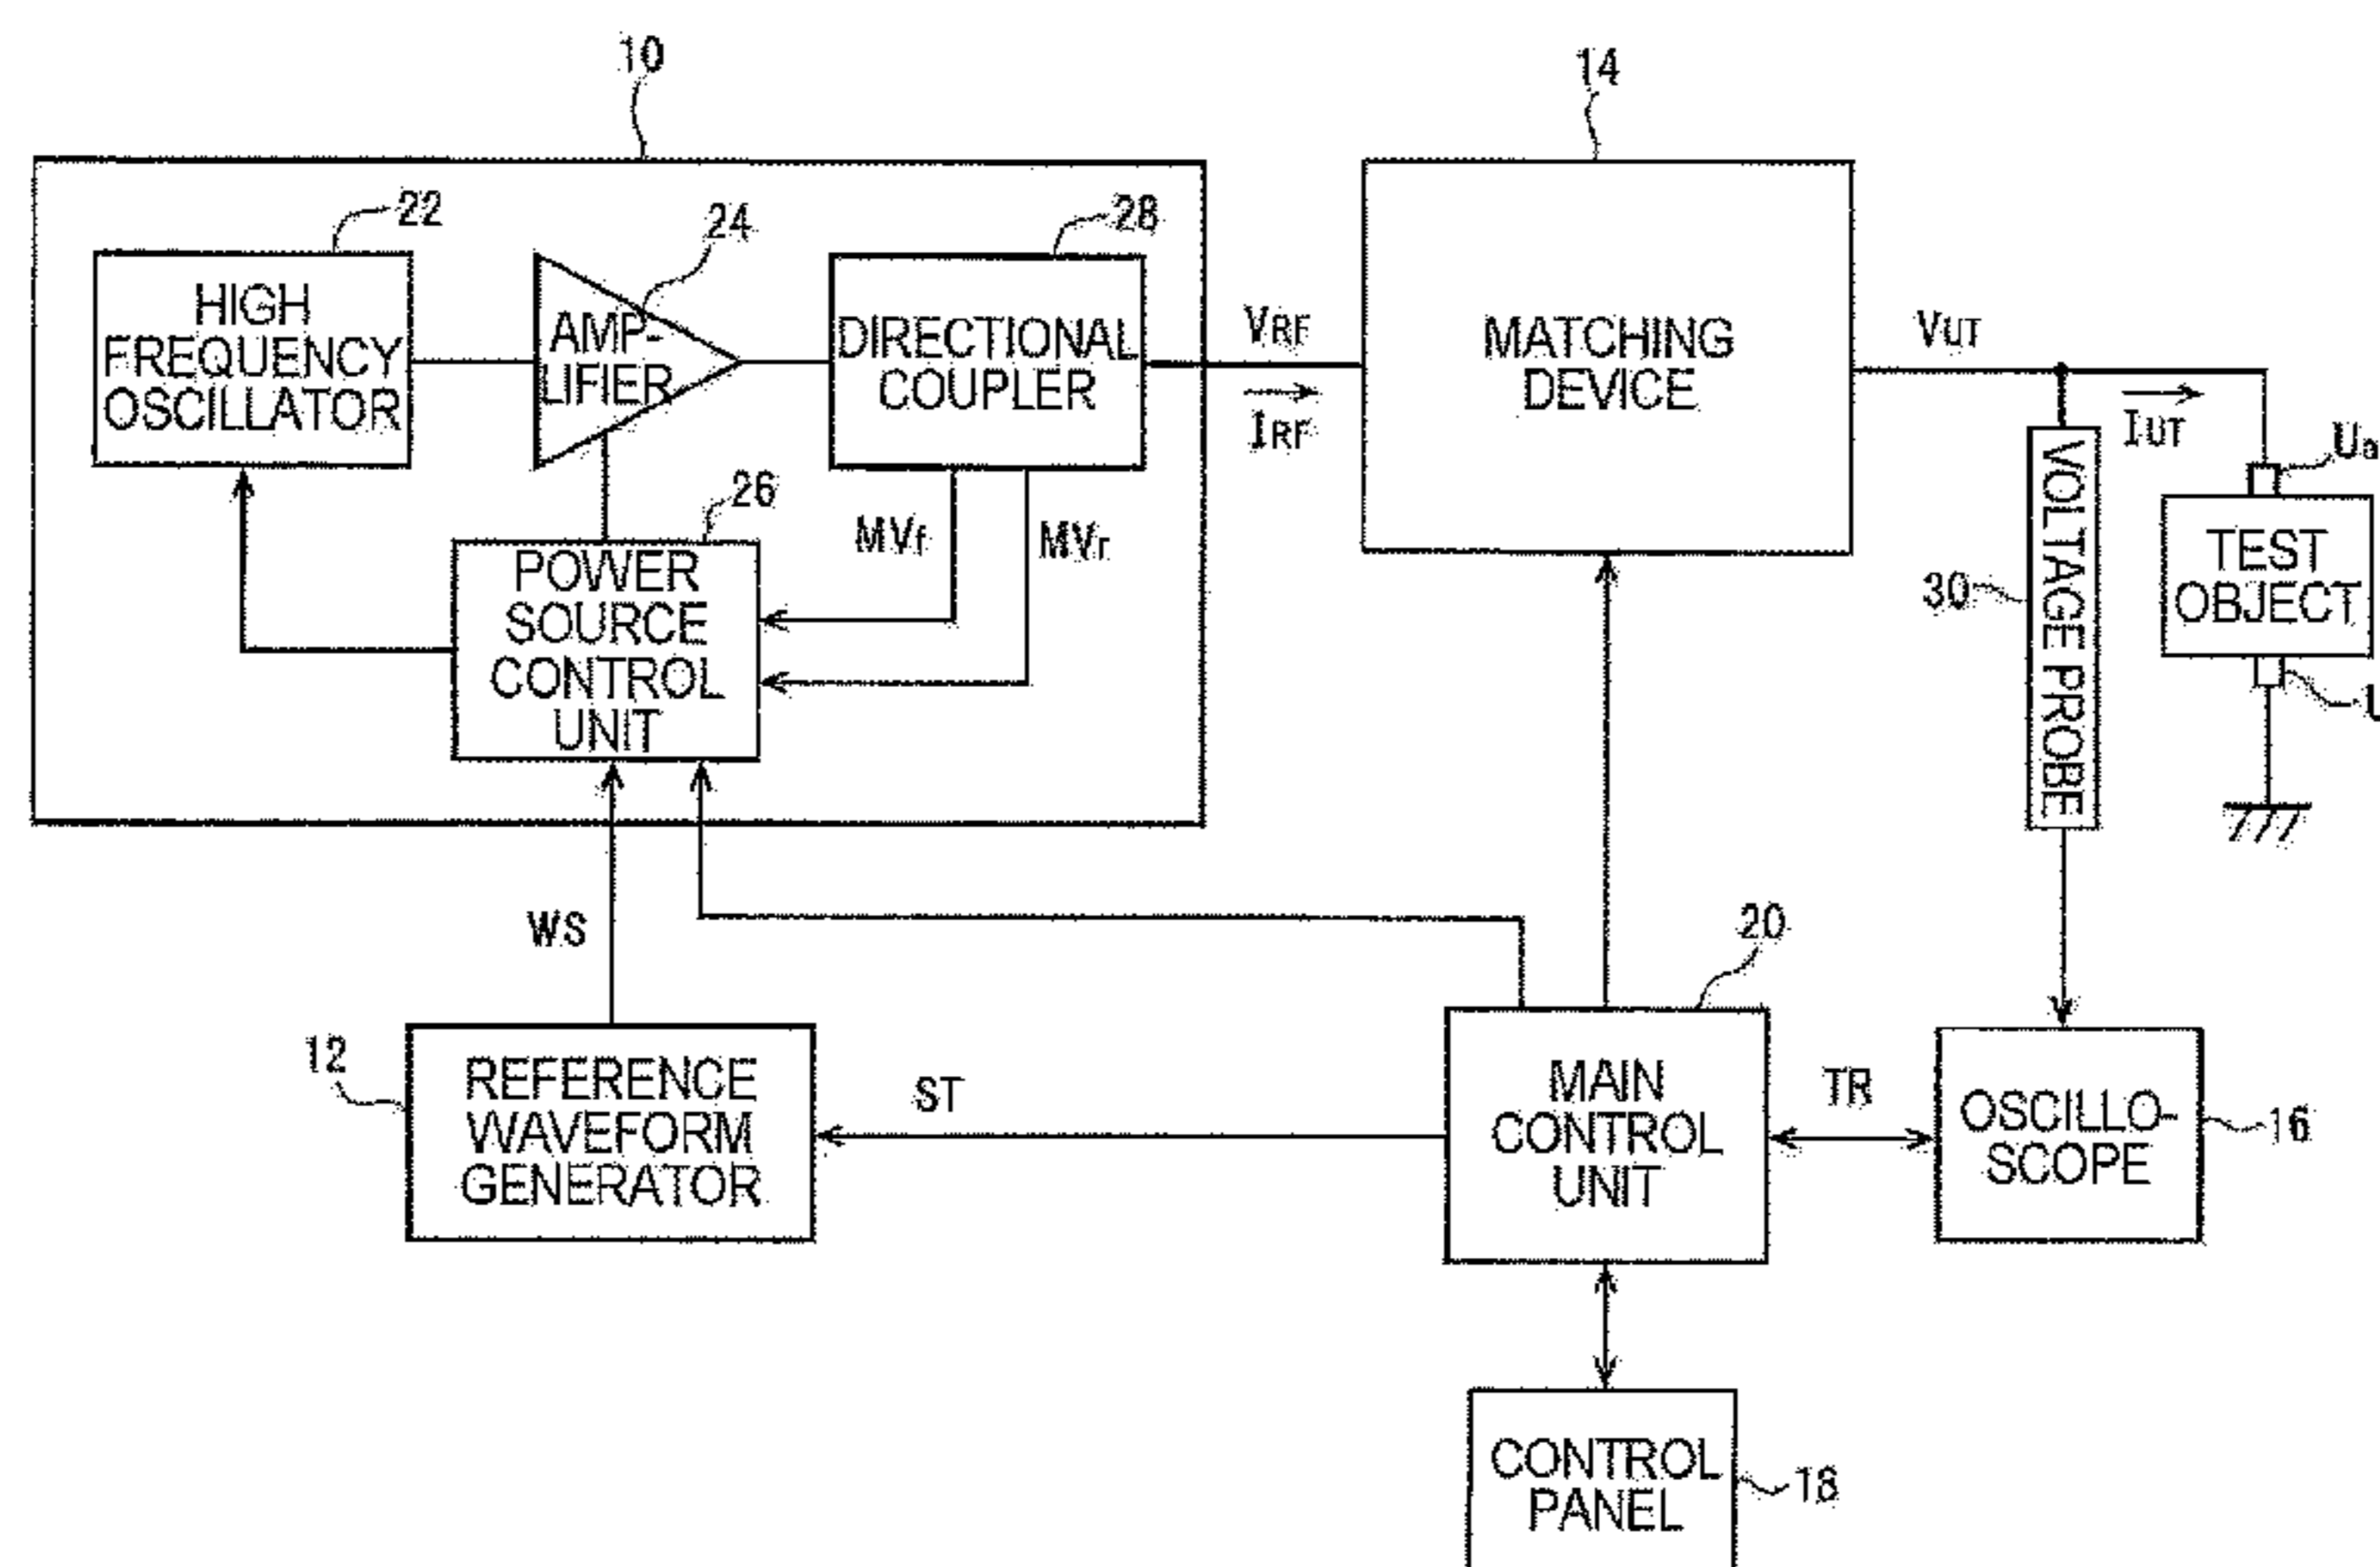 10
14
22
24
28
HIGH
FREQUENCY
OSCILLATOR
AMP-
LIFIER
DIRECTIONAL
COUPLER
VRF
IRF
MATCHING
DEVICE
VUT
IUT
Ua
26
MVf
MVr
POWER
SOURCE
CONTROL
UNIT
30
VOLTAGE PROBE
TEST
OBJECT
WS
20
12
REFERENCE
WAVEFORM
GENERATOR
ST
MAIN
CONTROL
UNIT
TR
OSCILLO-
SCOPE
16
CONTROL
PANEL
18